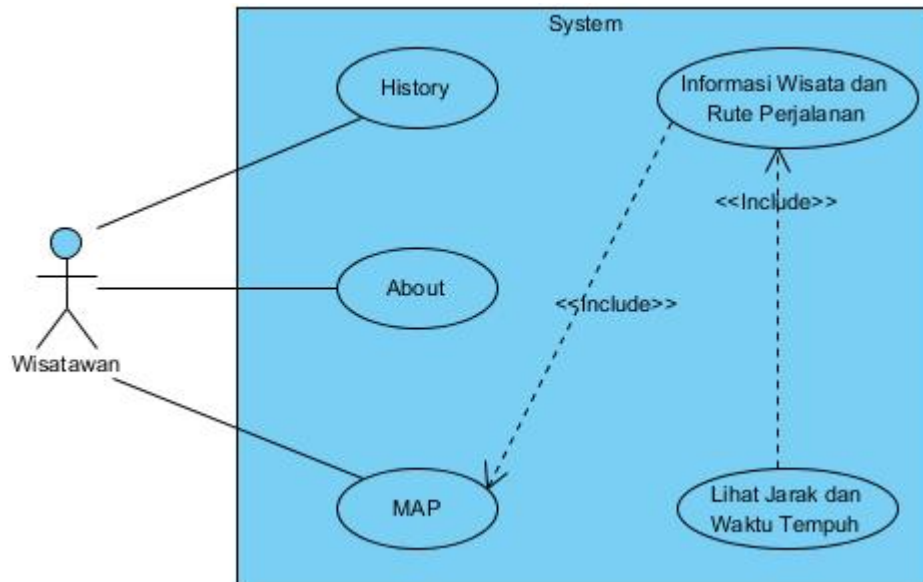 System
History
Informasi Wisata dan
Rute Perjalanan
<<Include>>
About
<<Include>>
Wisatawan
MAP
Lihat Jarak dan
Waktu Tempuh